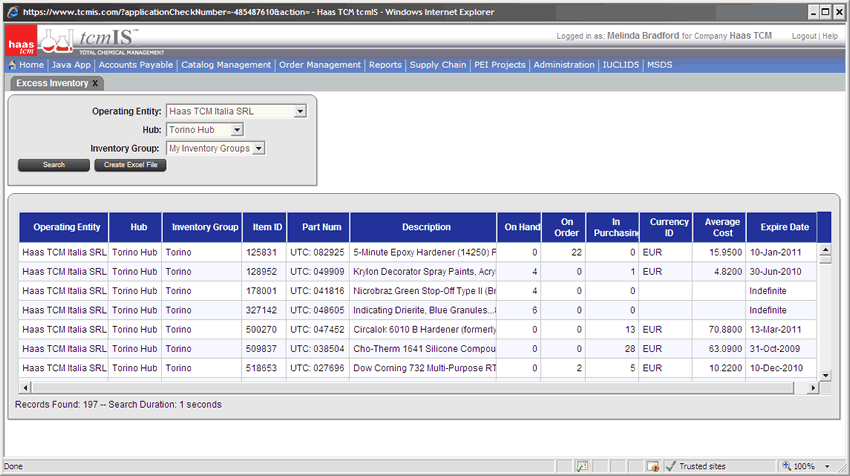 https://www.tcmis.com/?applicationCheckNumber=-485487610&action= - Haas TCM tcmIS - Windows Internet Explorer
haas tcm
tcmIS™
TOTAL CHEMICAL MANAGEMENT
Logged in as: Melinda Bradford for Company Haas TCM Logout | Help
Home | Java App | Accounts Payable | Catalog Management | Order Management | Reports | Supply Chain | PEI Projects | Administration | IUCLID5 | MSDS
Excess Inventory X
Operating Entity: Haas TCM Italia SRL
Hub: Torino Hub
Inventory Group: My Inventory Groups
Search Create Excel File
Operating Entity Hub Inventory Group Item ID Part Num Description On Hand On Order In Purchasing Currency ID Average Cost Expire Date
Haas TCM Italia SRL Torino Hub Torino 125831 UTC: 082925 5-Minute Epoxy Hardener (14250) F 0 22 0 EUR 15.9500 10-Jan-2011
Haas TCM Italia SRL Torino Hub Torino 128952 UTC: 049909 Krylon Decorator Spray Paints, Acry 4 0 1 EUR 4.8200 30-Jun-2010
Haas TCM Italia SRL Torino Hub Torino 178001 UTC: 041816 Nicrobraz Green Stop-Off Type II (Br 4 0 0 Indefinite
Haas TCM Italia SRL Torino Hub Torino 327142 UTC: 048605 Indicating Drierite, Blue Granules...8 6 0 0 Indefinite
Haas TCM Italia SRL Torino Hub Torino 500270 UTC: 047452 Circalok 6010 B Hardener (formerly 0 0 13 EUR 70.8800 13-Mar-2011
Haas TCM Italia SRL Torino Hub Torino 509837 UTC: 038504 Cho-Therm 1641 Silicone Compou 0 0 28 EUR 63.0900 31-Oct-2009
Haas TCM Italia SRL Torino Hub Torino 518653 UTC: 027696 Dow Corning 732 Multi-Purpose RT 0 2 5 EUR 10.2200 10-Dec-2010
Records Found: 197 -- Search Duration: 1 seconds
Done Trusted sites 100%